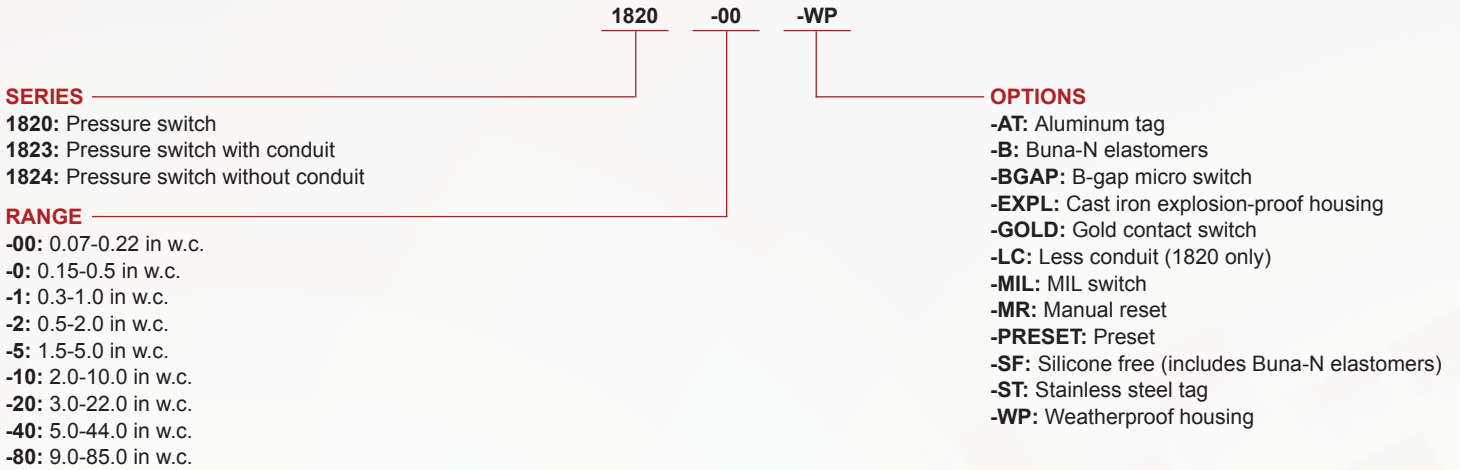 1820 -00 -WP
SERIES
1820: Pressure switch
1823: Pressure switch with conduit
1824: Pressure switch without conduit
RANGE
-00: 0.07-0.22 in w.c.
-0: 0.15-0.5 in w.c.
-1: 0.3-1.0 in w.c.
-2: 0.5-2.0 in w.c.
-5: 1.5-5.0 in w.c.
-10: 2.0-10.0 in w.c.
-20: 3.0-22.0 in w.c.
-40: 5.0-44.0 in w.c.
-80: 9.0-85.0 in w.c.
OPTIONS
-AT: Aluminum tag
-B: Buna-N elastomers
-BGAP: B-gap micro switch
-EXPL: Cast iron explosion-proof housing
-GOLD: Gold contact switch
-LC: Less conduit (1820 only)
-MIL: MIL switch
-MR: Manual reset
-PRESET: Preset
-SF: Silicone free (includes Buna-N elastomers)
-ST: Stainless steel tag
-WP: Weatherproof housing